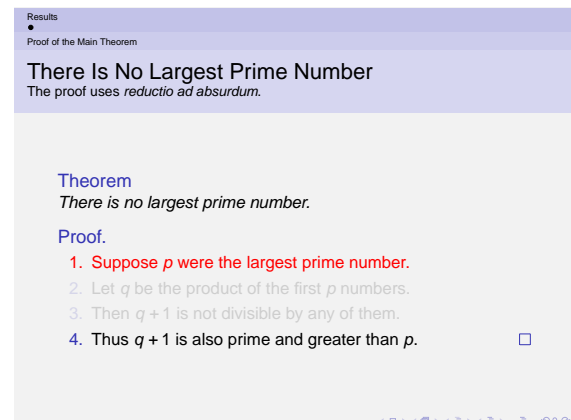 Results
Proof of the Main Theorem
There Is No Largest Prime Number
The proof uses reductio ad absurdum.
Theorem
There is no largest prime number.
Proof.
1. Suppose p were the largest prime number.
2. Let q be the product of the first p numbers.
3. Then q + 1 is not divisible by any of them.
4. Thus q + 1 is also prime and greater than p.